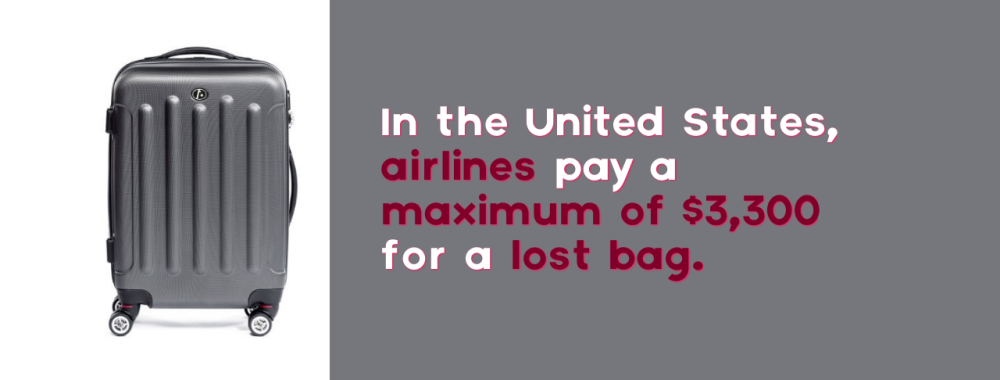 In the United States,
airlines pay a
maximum of $3,300
for a lost bag.